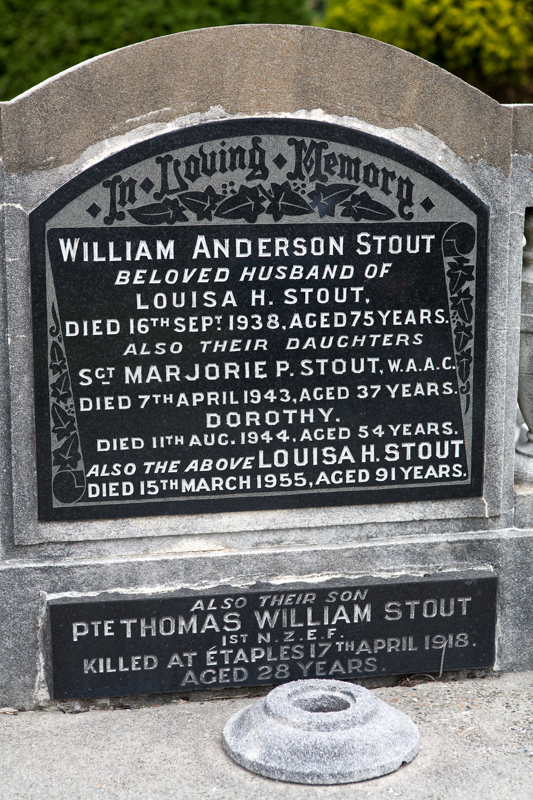 In Loving Memory
WILLIAM ANDERSON STOUT
BELOVED HUSBAND OF
LOUISA H. STOUT,
DIED 16TH SEPT. 1938, AGED 75 YEARS.
ALSO THEIR DAUGHTERS
SGT MARJORIE P. STOUT, W.A.A.C.
DIED 7TH APRIL 1943, AGED 37 YEARS.
DOROTHY.
DIED 11TH AUG. 1944, AGED 54 YEARS.
ALSO THE ABOVE LOUISA H. STOUT
DIED 15TH MARCH 1955, AGED 91 YEARS.
ALSO THEIR SON
PTE THOMAS WILLIAM STOUT
1ST N.Z.E.F.
KILLED AT ÉTAPLES 17TH APRIL 1918.
AGED 28 YEARS.